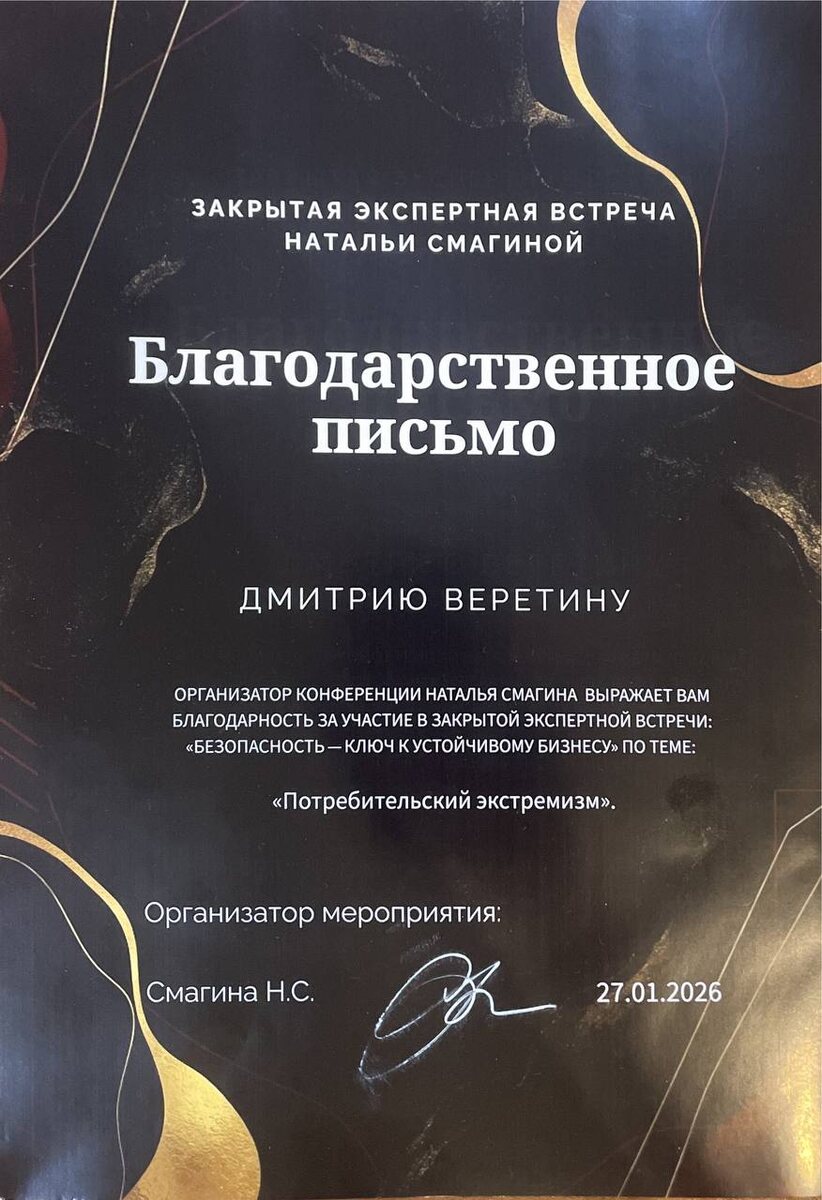 ЗАКРЫТАЯ ЭКСПЕРТНАЯ ВСТРЕЧА
НАТАЛЬИ СМАГИНОЙ
Благодарственное
письмо
ДМИТРИЮ ВЕРЕТИНУ
ОРГАНИЗАТОР КОНФЕРЕНЦИИ НАТАЛЬЯ СМАГИНА ВЫРАЖАЕТ ВАМ
БЛАГОДАРНОСТЬ ЗА УЧАСТИЕ В ЗАКРЫТОЙ ЭКСПЕРТНОЙ ВСТРЕЧИ:
«БЕЗОПАСНОСТЬ — КЛЮЧ К УСТОЙЧИВОМУ БИЗНЕСУ» ПО ТЕМЕ:
«Потребительский экстремизм».
Организатор мероприятия:
Смагина Н.С. 27.01.2026